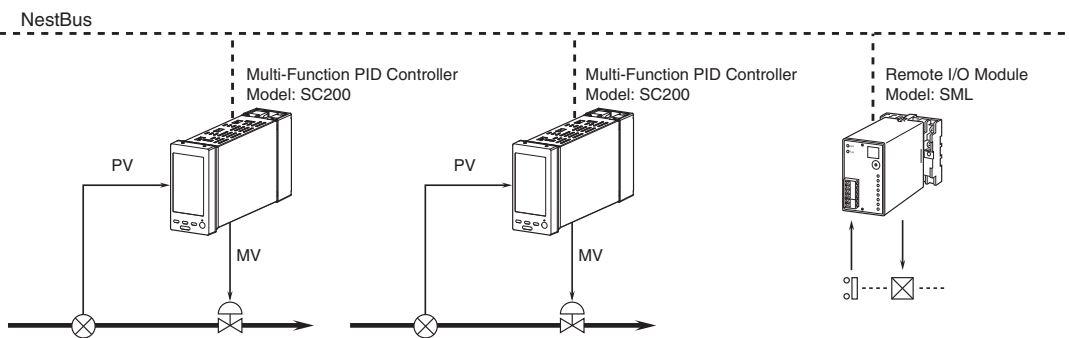 NestBus
Multi-Function PID Controller
Model: SC200
Multi-Function PID Controller
Model: SC200
Remote I/O Module
Model: SML
PV
PV
MV
MV